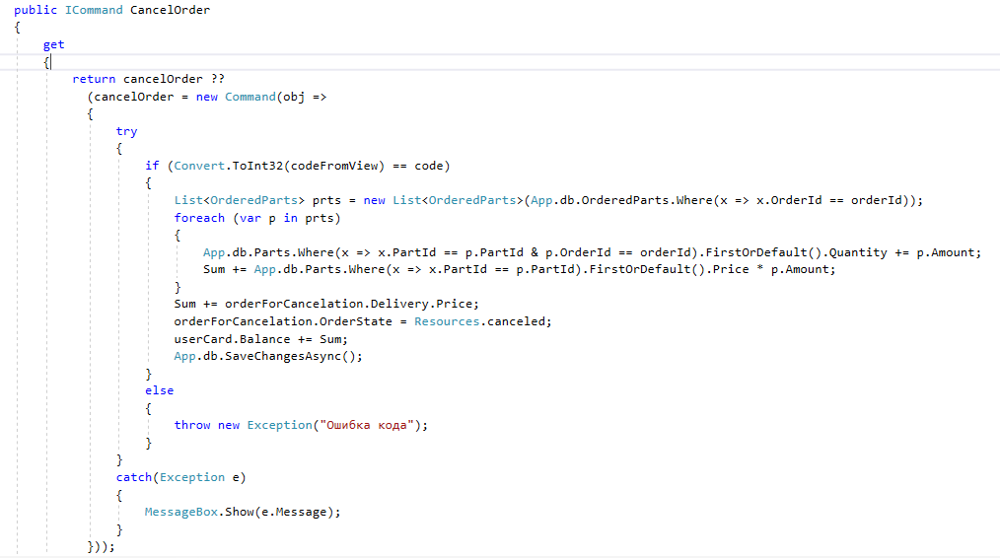 public ICommand CancelOrder
{
get
{
return cancelOrder ??
(cancelOrder = new Command(obj =>
{
try
{
if (Convert.ToInt32(codeFromView) == code)
{
List<OrderedParts> prts = new List<OrderedParts>(App.db.OrderedParts.Where(x => x.OrderId == orderId));
foreach (var p in prts)
{
App.db.Parts.Where(x => x.PartId == p.PartId & p.OrderId == orderId).FirstOrDefault().Quantity += p.Amount;
Sum += App.db.Parts.Where(x => x.PartId == p.PartId).FirstOrDefault().Price * p.Amount;
}
Sum += orderForCancelation.Delivery.Price;
orderForCancelation.OrderState = Resources.canceled;
userCard.Balance += Sum;
App.db.SaveChangesAsync();
}
else
{
throw new Exception("Ошибка кода");
}
}
catch(Exception e)
{
MessageBox.Show(e.Message);
}
}));